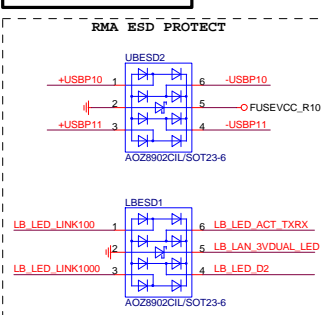 RMA ESD PROTECT
UBESD2
+USBP10 1 6 -USBP10
2 5 FUSEVCC_R10
+USBP11 3 4 -USBP11
AOZ8902CIL/SOT23-6
LBESD1
LB_LED_LINK100 1 6 LB_LED_ACT_TXRX
2 5 LB_LAN_3VDUAL_LED
LB_LED_LINK1000 3 4 LB_LED_D2
AOZ8902CIL/SOT23-6